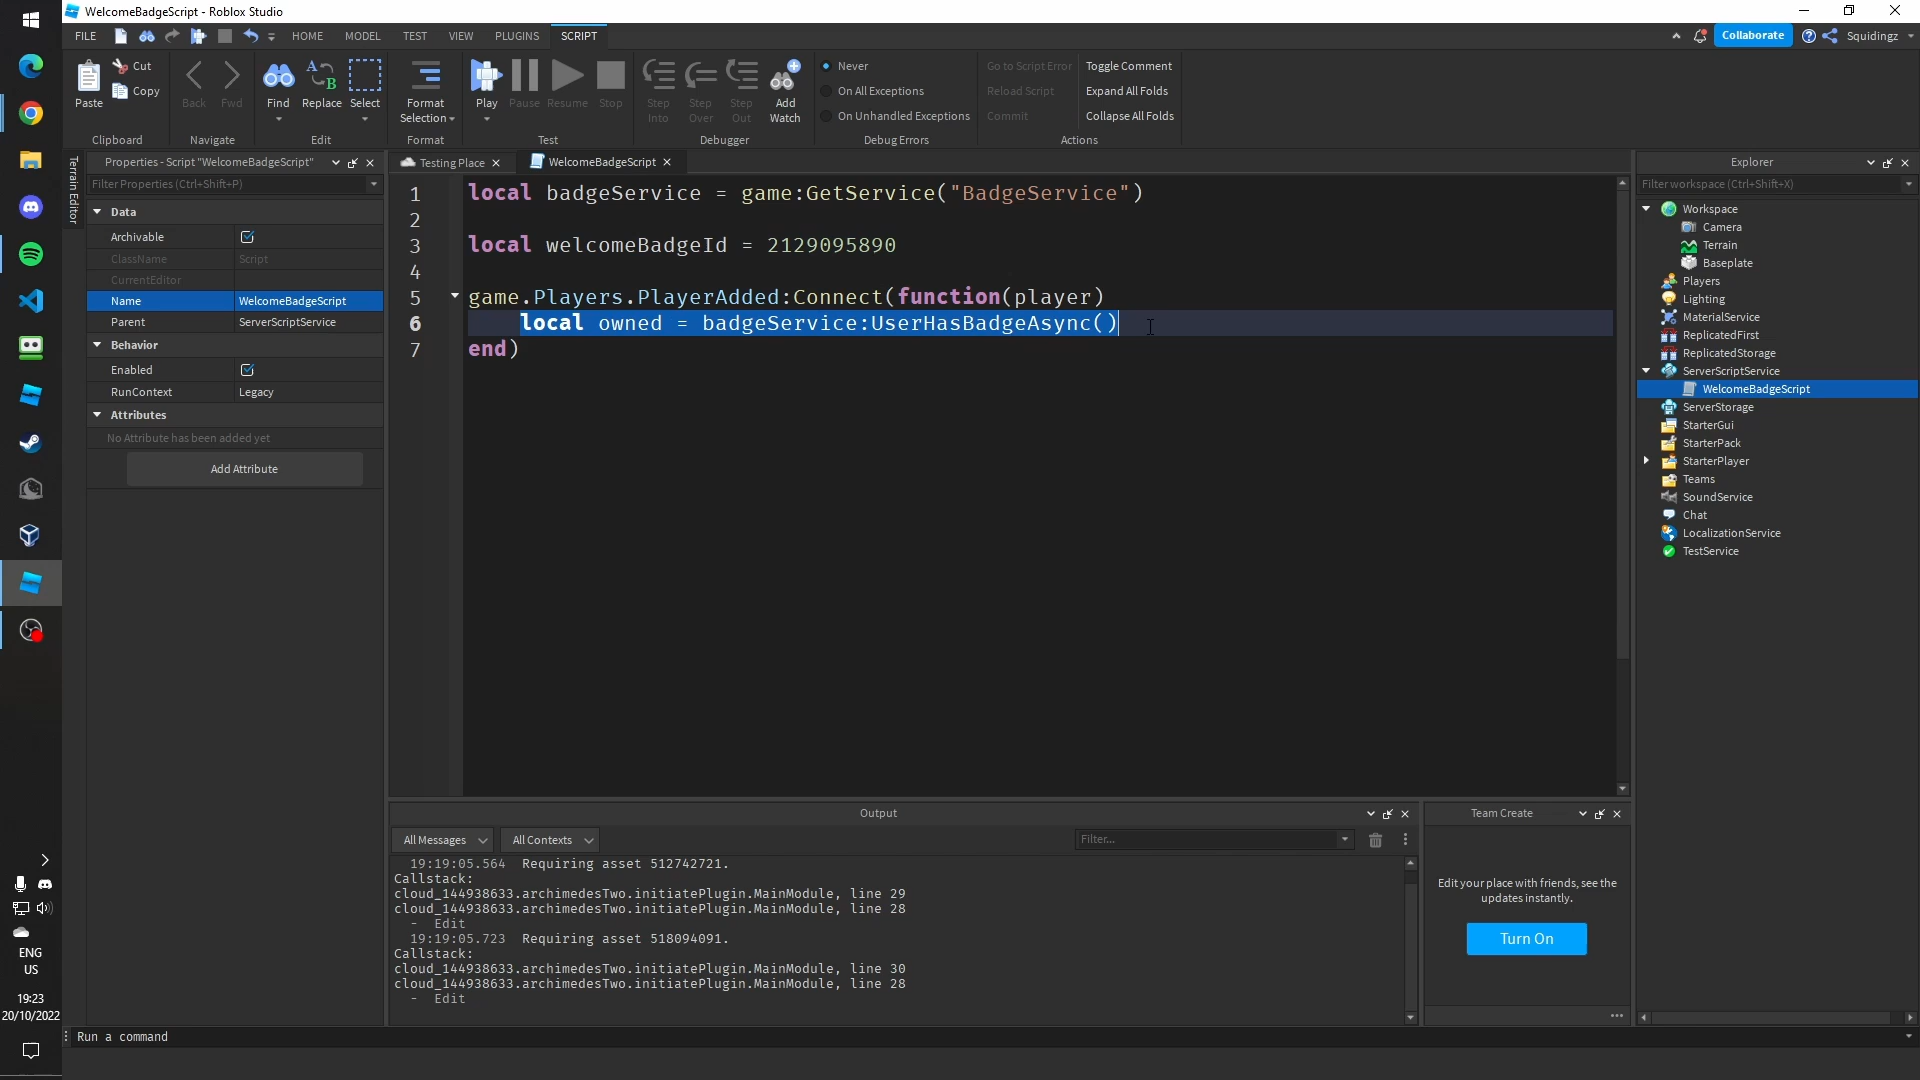 WelcomeBadgeScript - Roblox Studio
FILE HOME MODEL TEST VIEW PLUGINS SCRIPT
Collaborate Squidingz
Paste Cut Copy
Clipboard
Back Fwd
Navigate
Find Replace Select
Edit
Format Selection
Format
Play Pause Resume Stop
Test
Step Into Step Over Step Out Add Watch
Debugger
Never
On All Exceptions
On Unhandled Exceptions
Debug Errors
Go to Script Error
Reload Script
Commit
Toggle Comment
Expand All Folds
Collapse All Folds
Actions
Terrain Editor
Properties - Script "WelcomeBadgeScript"
Filter Properties (Ctrl+Shift+P)
Data
Archivable
ClassName Script
CurrentEditor
Name WelcomeBadgeScript
Parent ServerScriptService
Behavior
Enabled
RunContext Legacy
Attributes
No Attribute has been added yet
Add Attribute
Testing Place WelcomeBadgeScript
1 local badgeService = game:GetService("BadgeService")
2
3 local welcomeBadgeId = 2129095890
4
5 game.Players.PlayerAdded:Connect(function(player)
6 local owned = badgeService:UserHasBadgeAsync()
7 end)
Explorer
Filter workspace (Ctrl+Shift+X)
Workspace
Camera
Terrain
Baseplate
Players
Lighting
MaterialService
ReplicatedFirst
ReplicatedStorage
ServerScriptService
WelcomeBadgeScript
ServerStorage
StarterGui
StarterPack
StarterPlayer
Teams
SoundService
Chat
LocalizationService
TestService
Output
All Messages All Contexts Filter...
19:19:05.564 Requiring asset 512742721.
Callstack:
cloud_144938633.archimedesTwo.initiatePlugin.MainModule, line 29
cloud_144938633.archimedesTwo.initiatePlugin.MainModule, line 28
- Edit
19:19:05.723 Requiring asset 518094091.
Callstack:
cloud_144938633.archimedesTwo.initiatePlugin.MainModule, line 30
cloud_144938633.archimedesTwo.initiatePlugin.MainModule, line 28
- Edit
Team Create
Edit your place with friends, see the
updates instantly.
Turn On
Run a command
ENG
US
19:23
20/10/2022